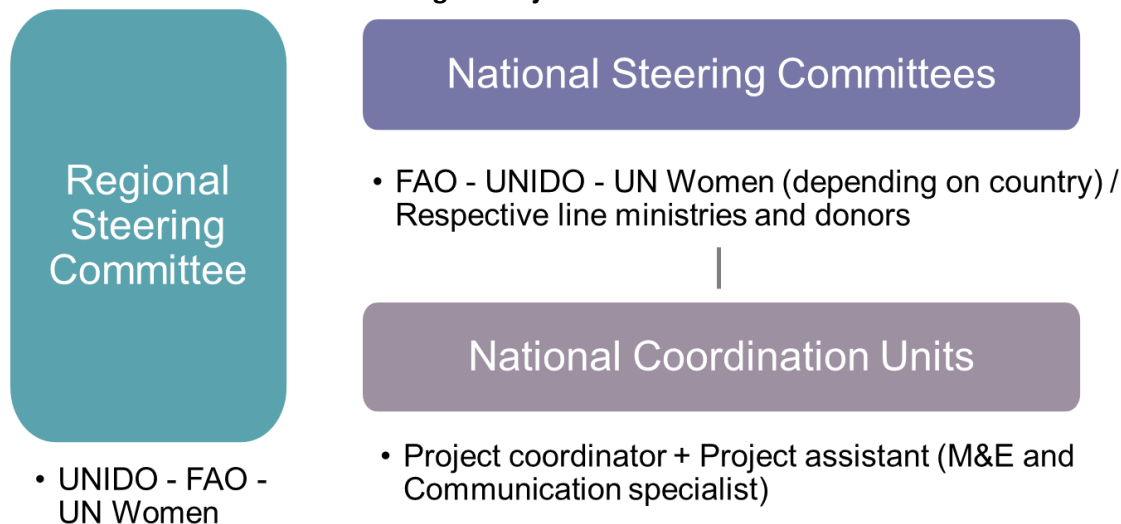 Regional
Steering
Committee
• UNIDO - FAO -
UN Women
National Steering Committees
• FAO - UNIDO - UN Women (depending on country) /
Respective line ministries and donors
National Coordination Units
• Project coordinator + Project assistant (M&E and
Communication specialist)